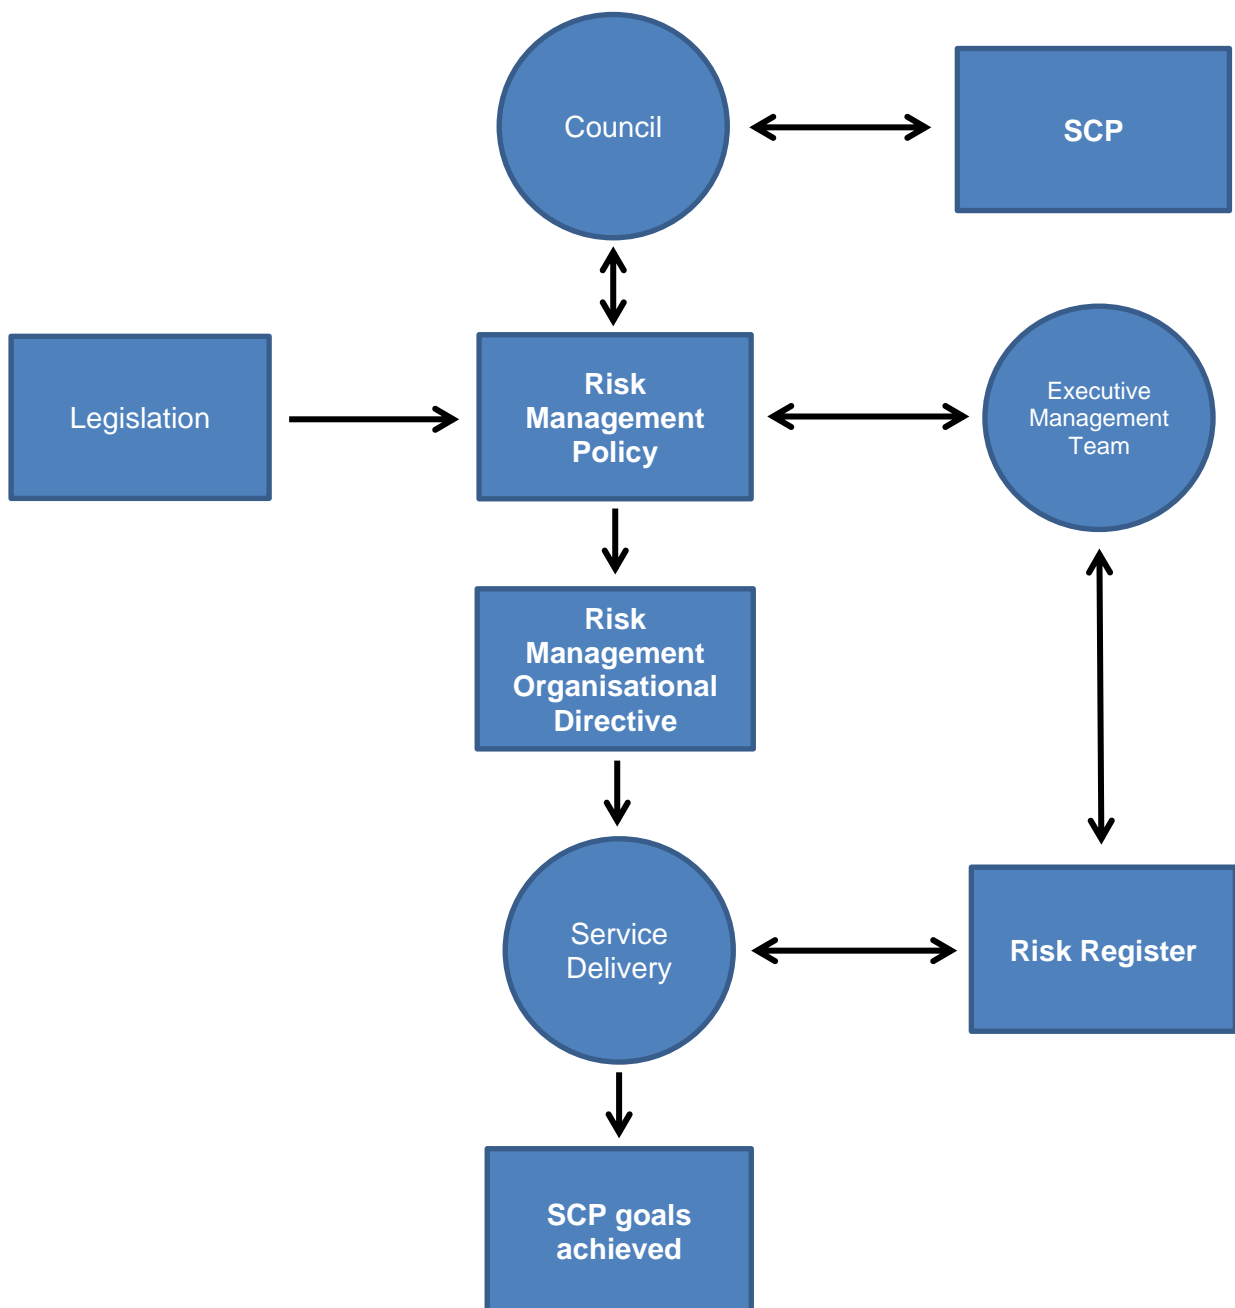 Council
SCP
Legislation
Risk
Management
Policy
Executive
Management
Team
Risk
Management
Organisational
Directive
Service
Delivery
Risk Register
SCP goals
achieved